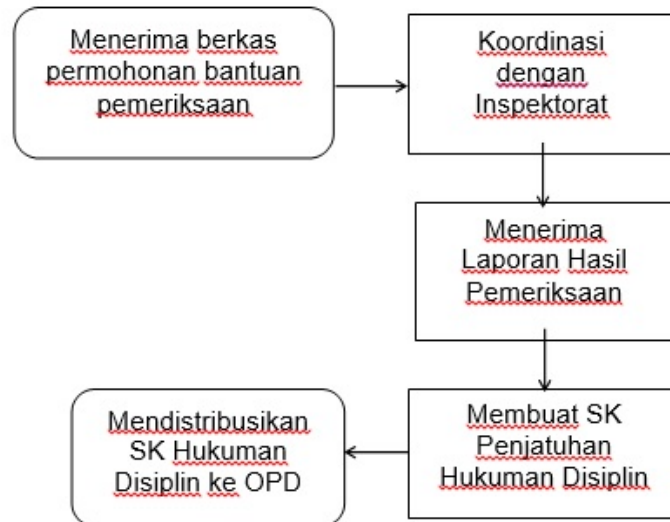 Menerima berkas
permohonan bantuan
pemeriksaan
Koordinasi
dengan
Inspektorat
Menerima
Laporan Hasil
Pemeriksaan
Membuat SK
Penjatuhan
Hukuman Disiplin
Mendistribusikan
SK Hukuman
Disiplin ke OPD